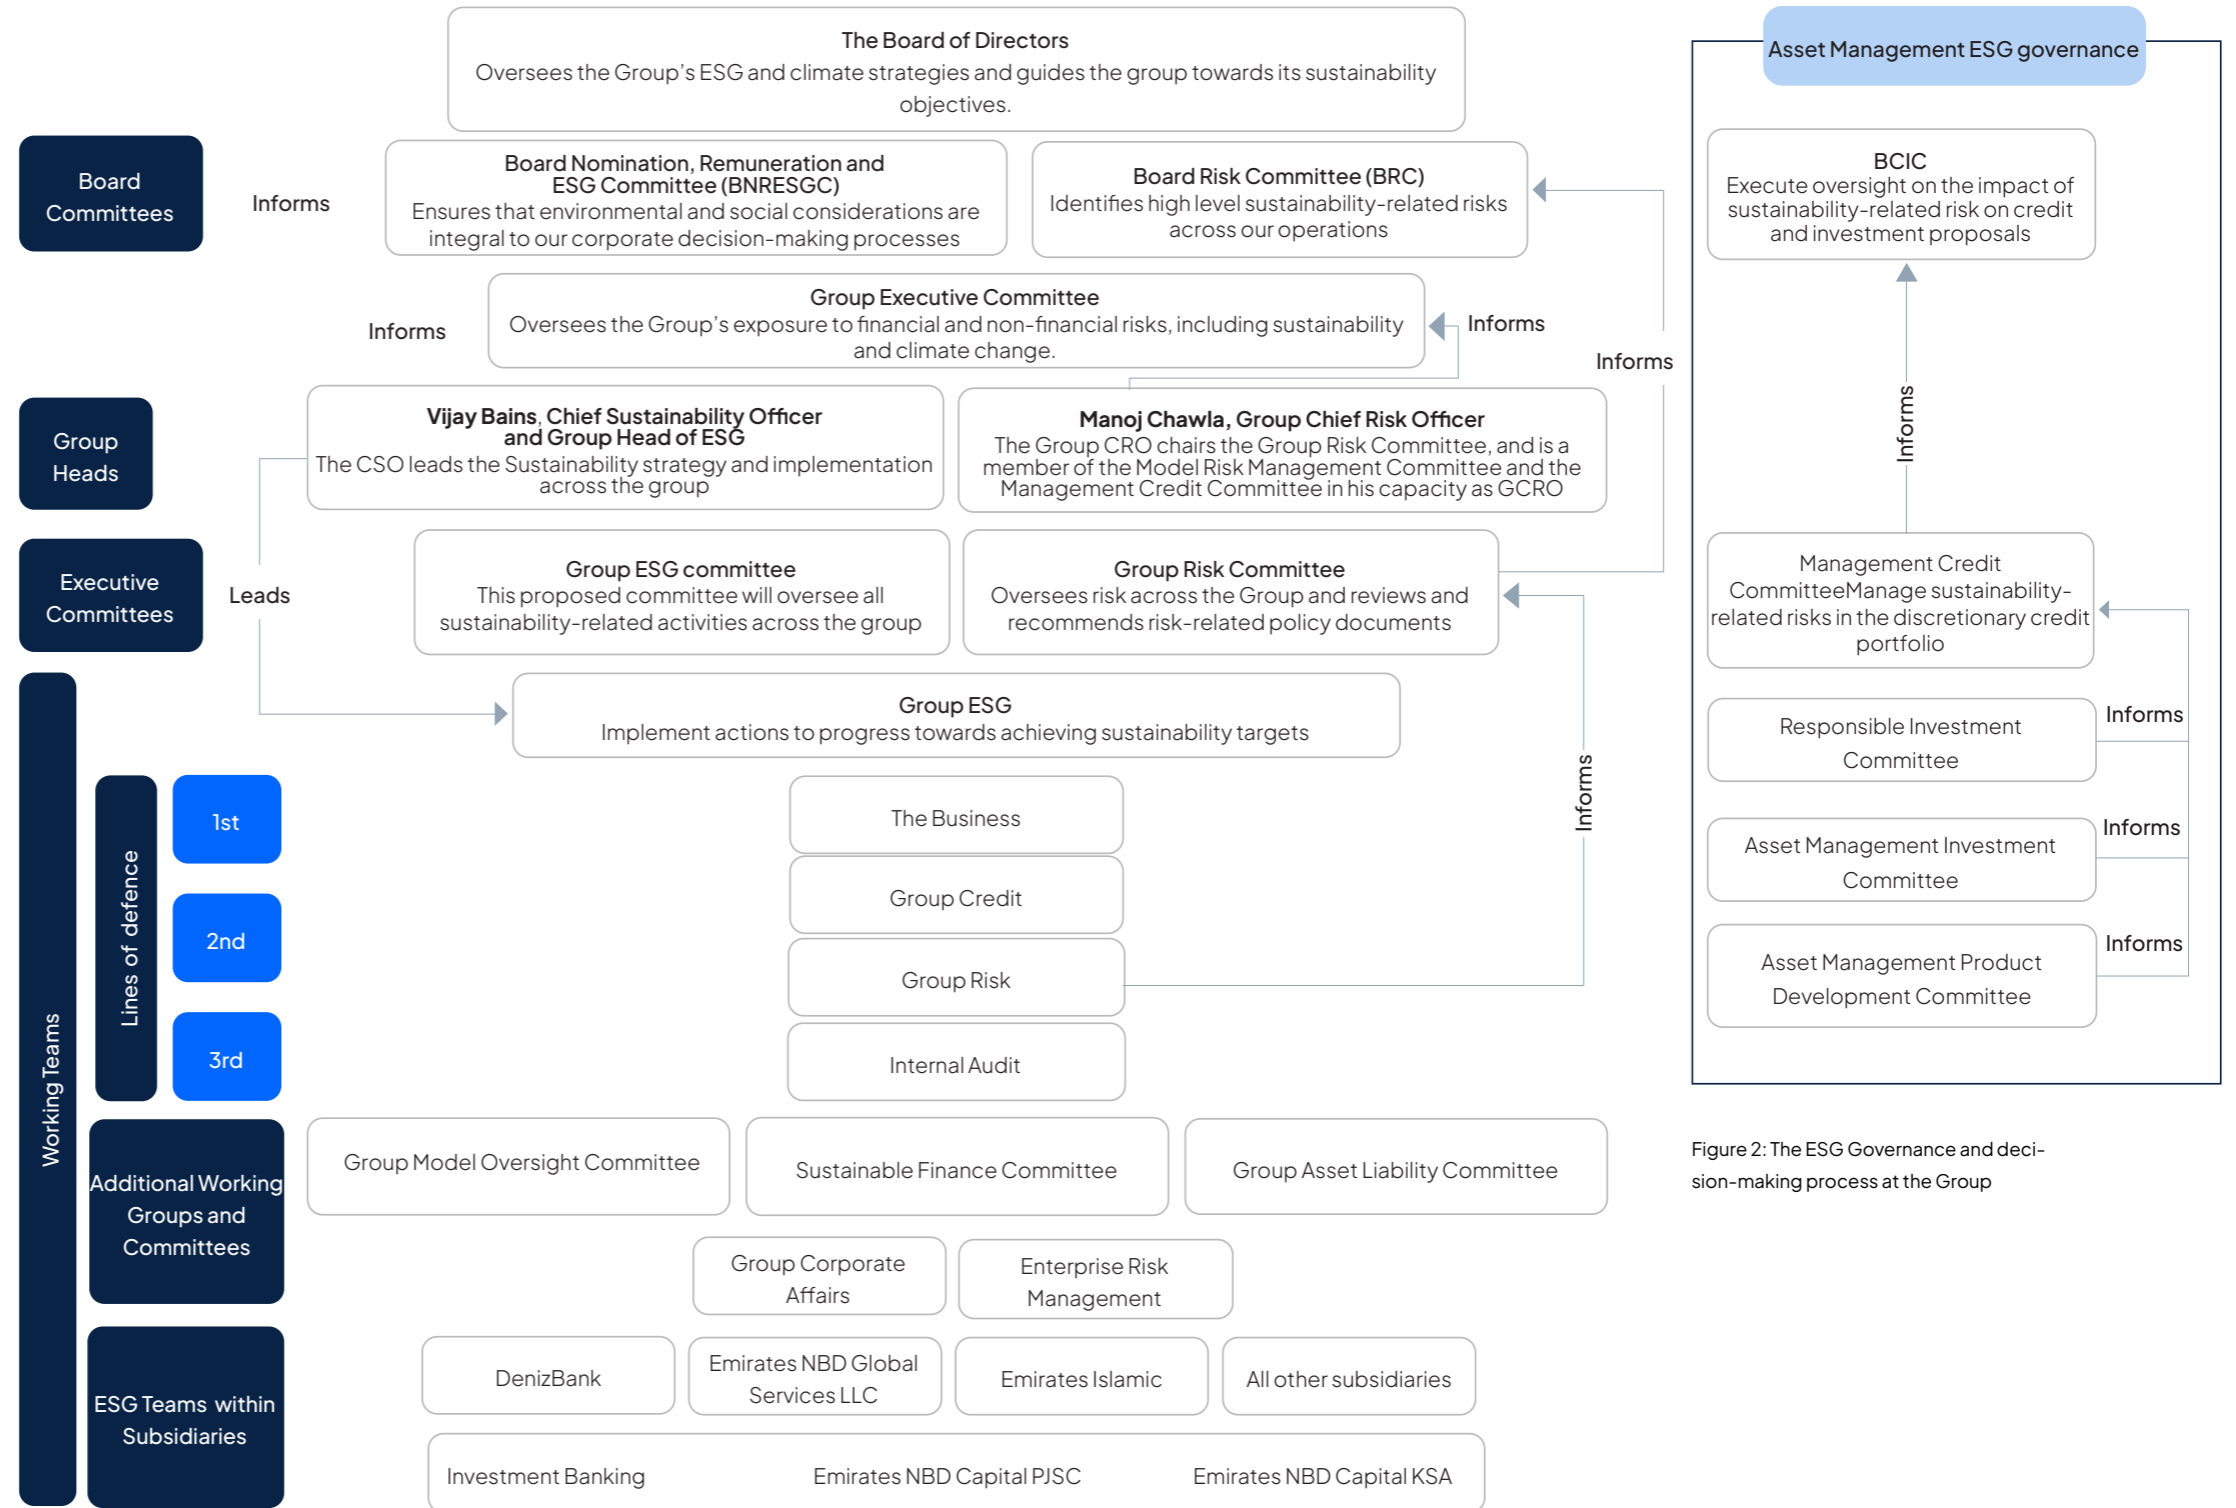 The Board of Directors
Oversees the Group's ESG and climate strategies and guides the group towards its sustainability
objectives.
Board
Committees
Informs
Board Nomination, Remuneration and
ESG Committee (BNRESGC)
Ensures that environmental and social considerations are
integral to our corporate decision-making processes
Board Risk Committee (BRC)
Identifies high level sustainability-related risks
across our operations
Informs
Group Executive Committee
Oversees the Group's exposure to financial and non-financial risks, including sustainability
and climate change.
Informs
Informs
Group
Heads
Vijay Bains, Chief Sustainability Officer
and Group Head of ESG
The CSO leads the Sustainability strategy and implementation
across the group
Manoj Chawla, Group Chief Risk Officer
The Group CRO chairs the Group Risk Committee, and is a
member of the Model Risk Management Committee and the
Management Credit Committee in his capacity as GCRO
Executive
Committees
Leads
Group ESG committee
This proposed committee will oversee all
sustainability-related activities across the group
Group Risk Committee
Oversees risk across the Group and reviews and
recommends risk-related policy documents
Working Teams
Group ESG
Implement actions to progress towards achieving sustainability targets
Lines of defence
1st
2nd
3rd
The Business
Group Credit
Group Risk
Internal Audit
Informs
Additional Working
Groups and
Committees
Group Model Oversight Committee
Sustainable Finance Committee
Group Asset Liability Committee
Group Corporate
Affairs
Enterprise Risk
Management
ESG Teams within
Subsidiaries
DenizBank
Emirates NBD Global
Services LLC
Emirates Islamic
All other subsidiaries
Investment Banking
Emirates NBD Capital PJSC
Emirates NBD Capital KSA
Asset Management ESG governance
BCIC
Execute oversight on the impact of
sustainability-related risk on credit
and investment proposals
Informs
Management Credit
CommitteeManage sustainability-
related risks in the discretionary credit
portfolio
Responsible Investment
Committee
Informs
Asset Management Investment
Committee
Informs
Asset Management Product
Development Committee
Informs
Figure 2: The ESG Governance and deci-
sion-making process at the Group